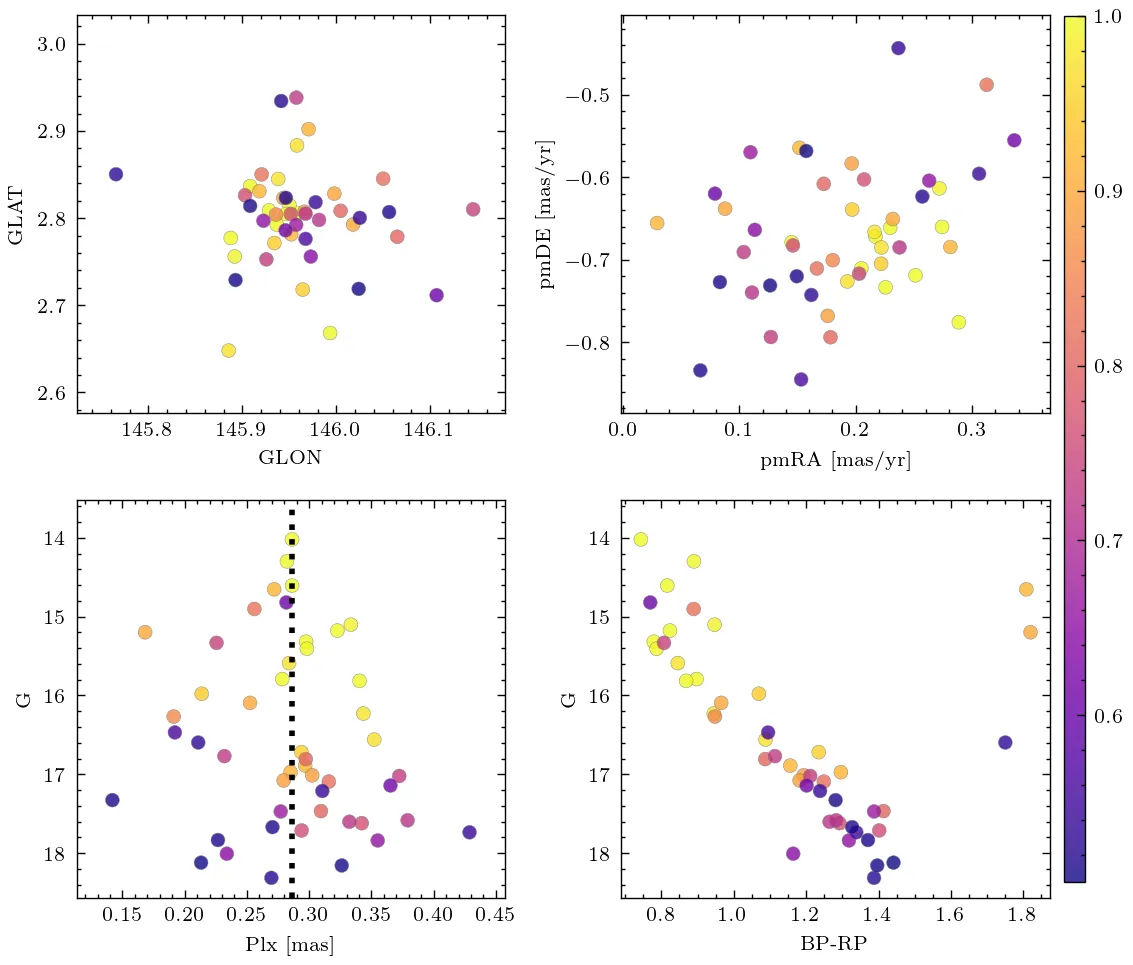 3.0
2.9
2.8
2.7
2.6
GLAT
145.8 145.9 146.0 146.1
GLON
−0.5
−0.6
−0.7
−0.8
pmDE [mas/yr]
0.0 0.1 0.2 0.3
pmRA [mas/yr]
14
15
16
17
18
G
0.15 0.20 0.25 0.30 0.35 0.40 0.45
Plx [mas]
14
15
16
17
18
G
0.8 1.0 1.2 1.4 1.6 1.8
BP-RP
1.0
0.9
0.8
0.7
0.6